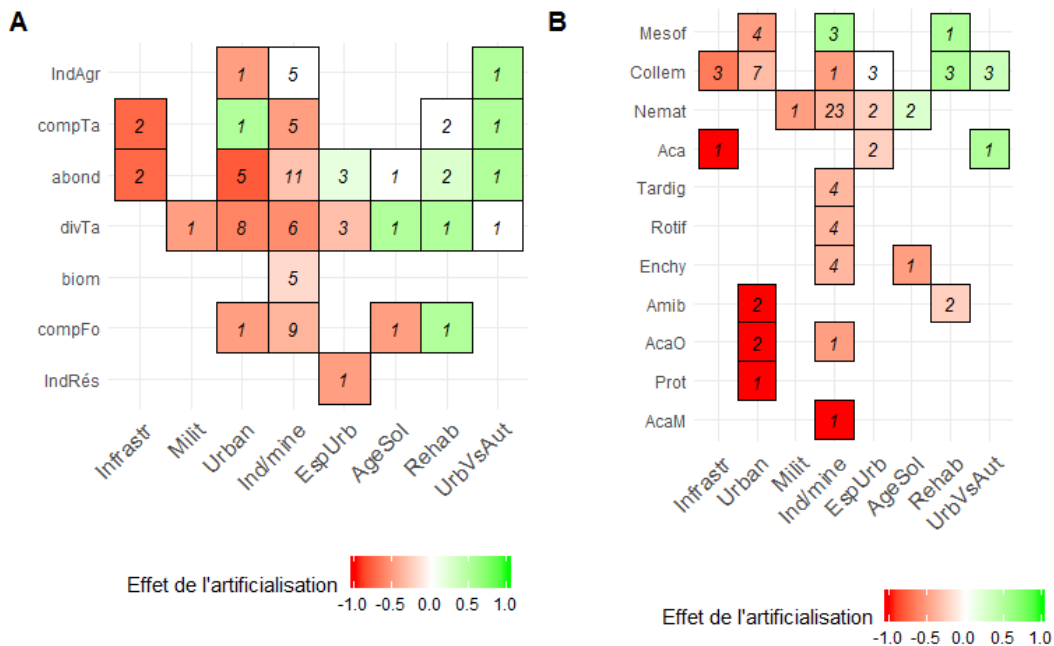 A
IndAgr 1 5 1
compTa 2 1 5 2 1
abond 2 5 11 3 1 2 1
divTa 1 8 6 3 1 1 1
biom 5
compFo 1 9 1 1
IndRés 1
Infrastr Milit Urban Ind/mine EspUrb AgeSol Rehab UrbVsAut
Effet de l'artificialisation
-1.0 -0.5 0.0 0.5 1.0
B
Mesof 4 3 1
Collem 3 7 1 3 3 3
Nemat 1 23 2 2
Aca 1 2 1
Tardig 4
Rotif 4
Enchy 4 1
Amib 2 2
AcaO 2 1
Prot 1
AcaM 1
Infrastr Urban Milit Ind/mine EspUrb AgeSol Rehab UrbVsAut
Effet de l'artificialisation
-1.0 -0.5 0.0 0.5 1.0